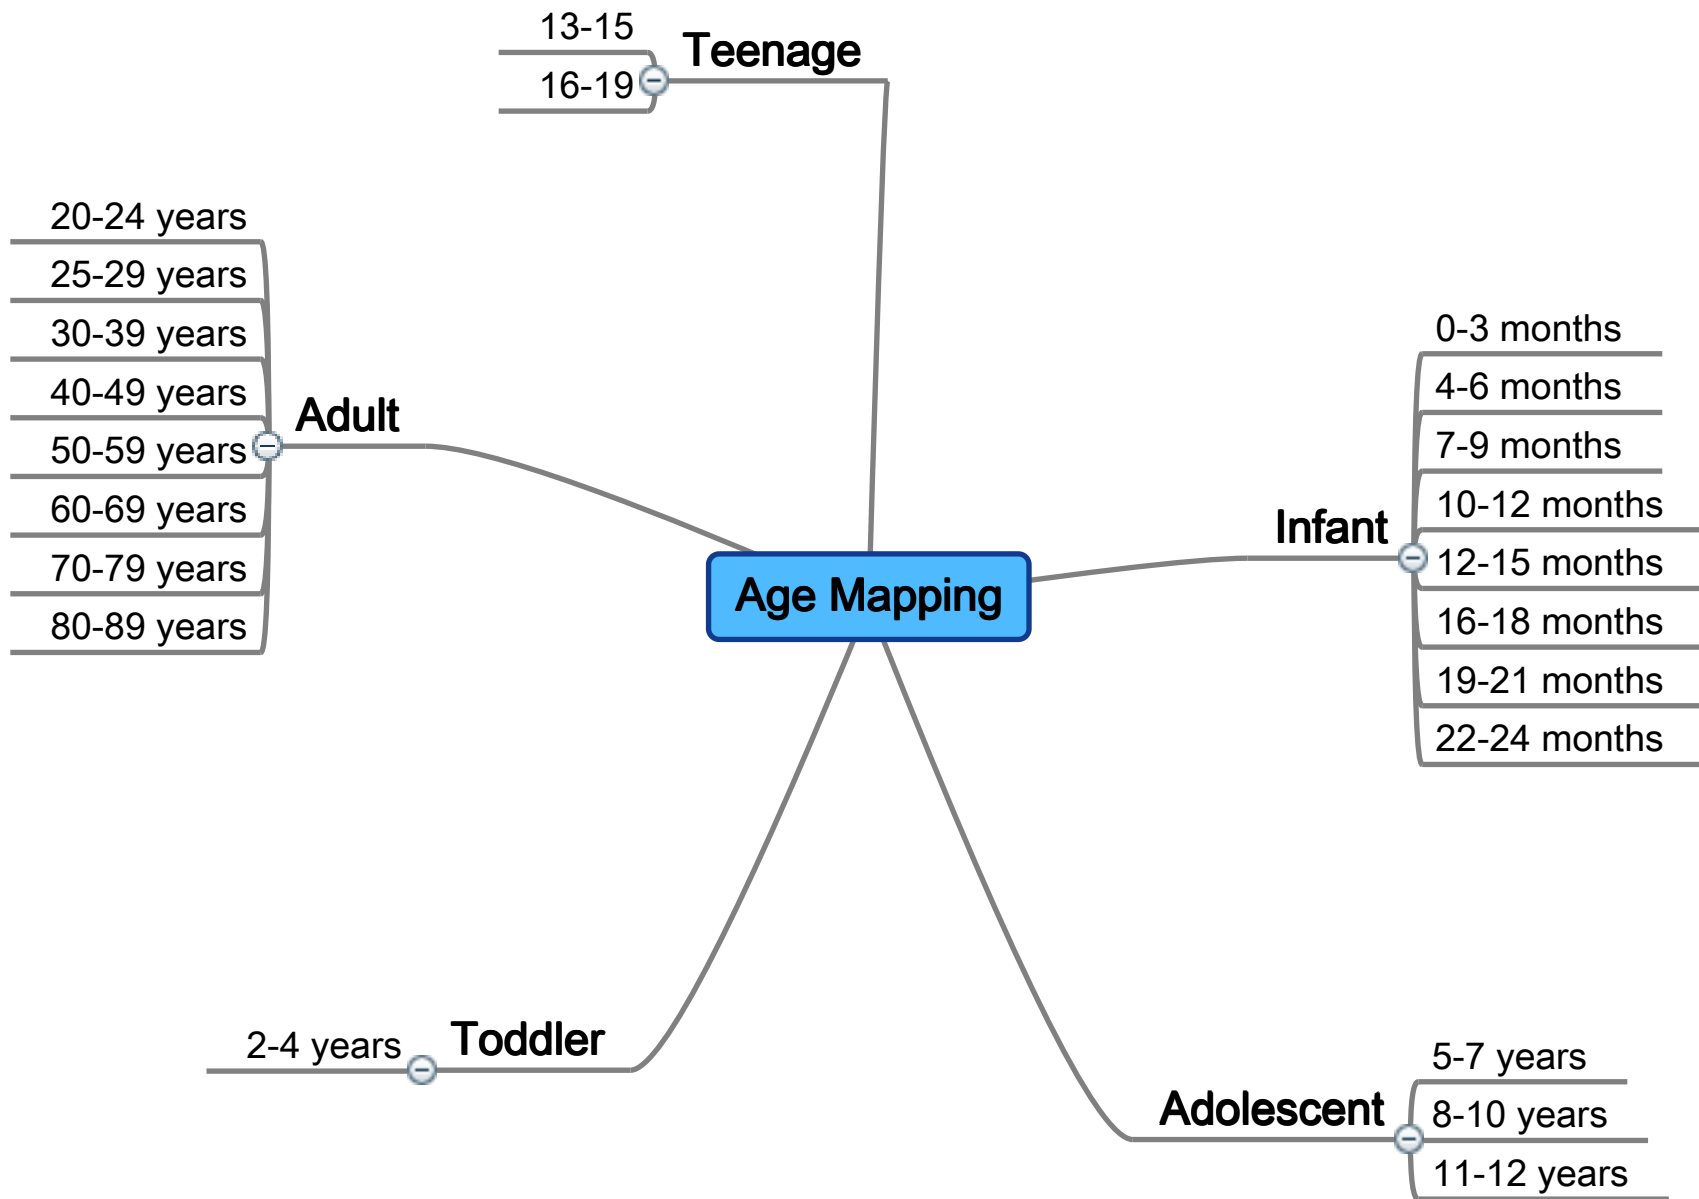 13-15
Teenage
16-19
20-24 years
25-29 years
30-39 years
40-49 years
Adult
50-59 years
60-69 years
70-79 years
80-89 years
0-3 months
4-6 months
7-9 months
10-12 months
Infant
12-15 months
16-18 months
19-21 months
22-24 months
Age Mapping
2-4 years
Toddler
5-7 years
Adolescent
8-10 years
11-12 years